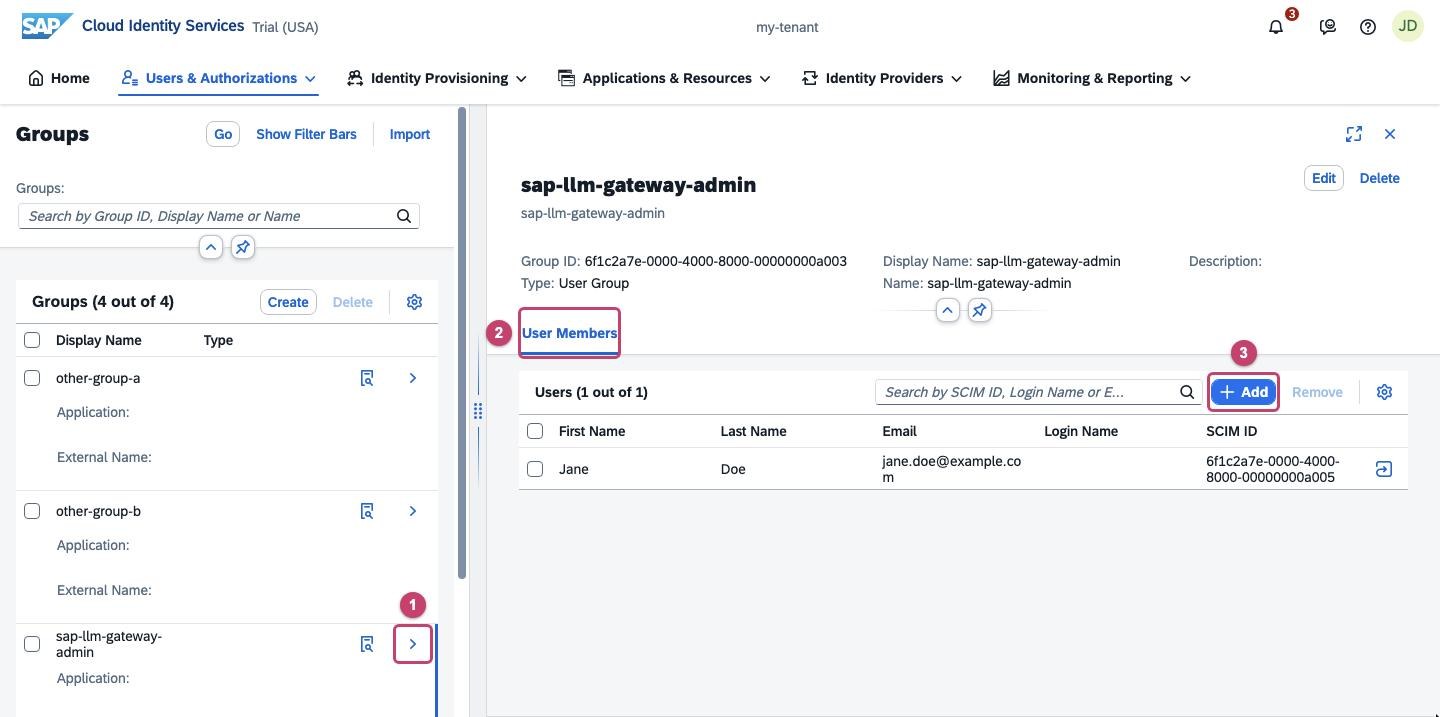 SAP Cloud Identity Services Trial (USA)
my-tenant
3
JD
Home
Users & Authorizations
Identity Provisioning
Applications & Resources
Identity Providers
Monitoring & Reporting
Groups
Go
Show Filter Bars
Import
Groups:
Search by Group ID, Display Name or Name
Groups (4 out of 4)
Create
Delete
Display Name
Type
other-group-a
Application:
External Name:
other-group-b
Application:
External Name:
1
sap-llm-gateway-
admin
Application:
sap-llm-gateway-admin
Edit
Delete
sap-llm-gateway-admin
Group ID: 6f1c2a7e-0000-4000-8000-00000000a003
Type: User Group
Display Name: sap-llm-gateway-admin
Name: sap-llm-gateway-admin
Description:
2
User Members
3
Users (1 out of 1)
Search by SCIM ID, Login Name or E...
Add
Remove
First Name
Last Name
Email
Login Name
SCIM ID
Jane
Doe
jane.doe@example.co
m
6f1c2a7e-0000-4000-
8000-00000000a005